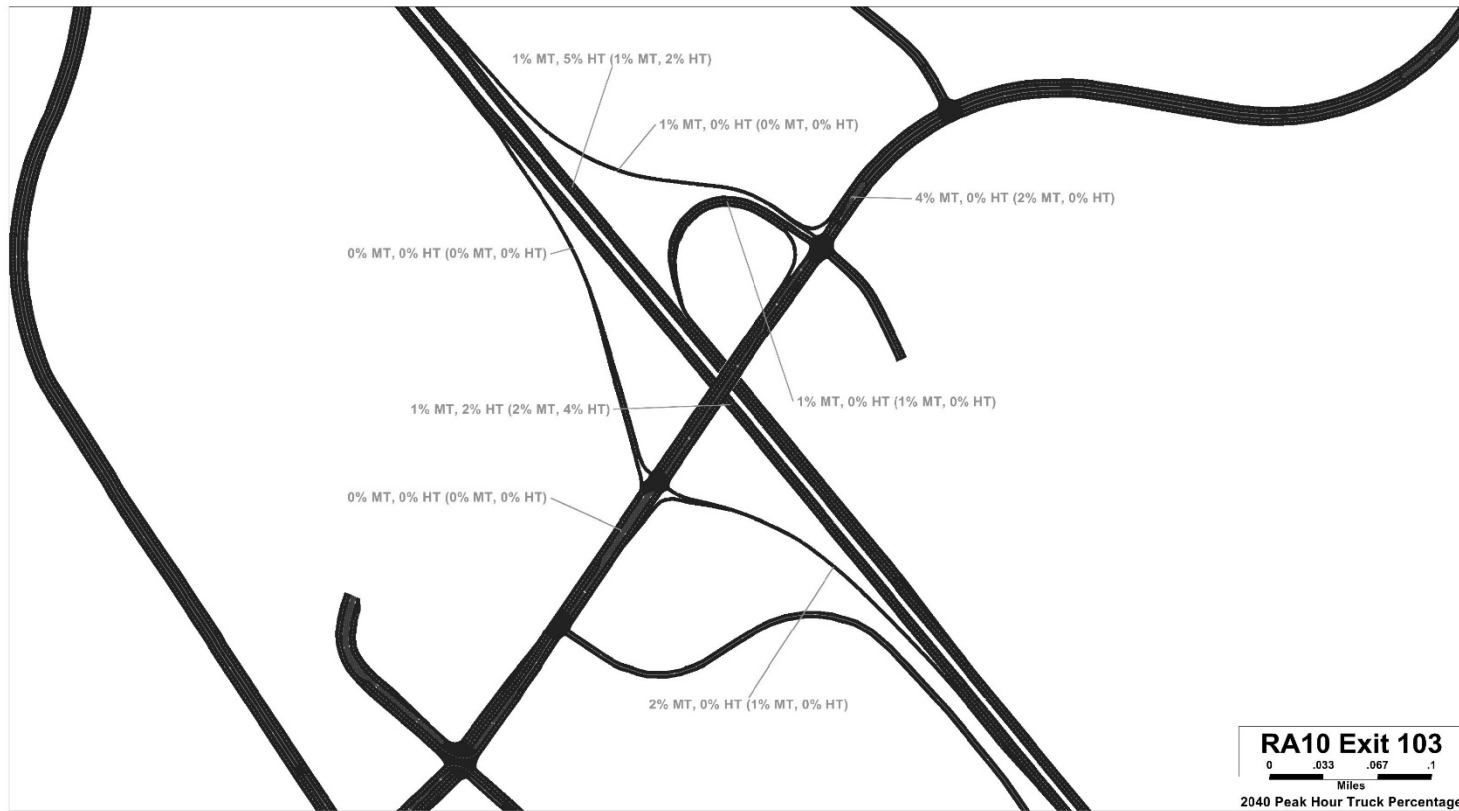 1% MT, 5% HT (1% MT, 2% HT)
1% MT, 0% HT (0% MT, 0% HT)
4% MT, 0% HT (2% MT, 0% HT)
0% MT, 0% HT (0% MT, 0% HT)
1% MT, 0% HT (1% MT, 0% HT)
1% MT, 2% HT (2% MT, 4% HT)
0% MT, 0% HT (0% MT, 0% HT)
2% MT, 0% HT (1% MT, 0% HT)
RA10 Exit 103
0 .033 .067 .1
Miles
2040 Peak Hour Truck Percentage